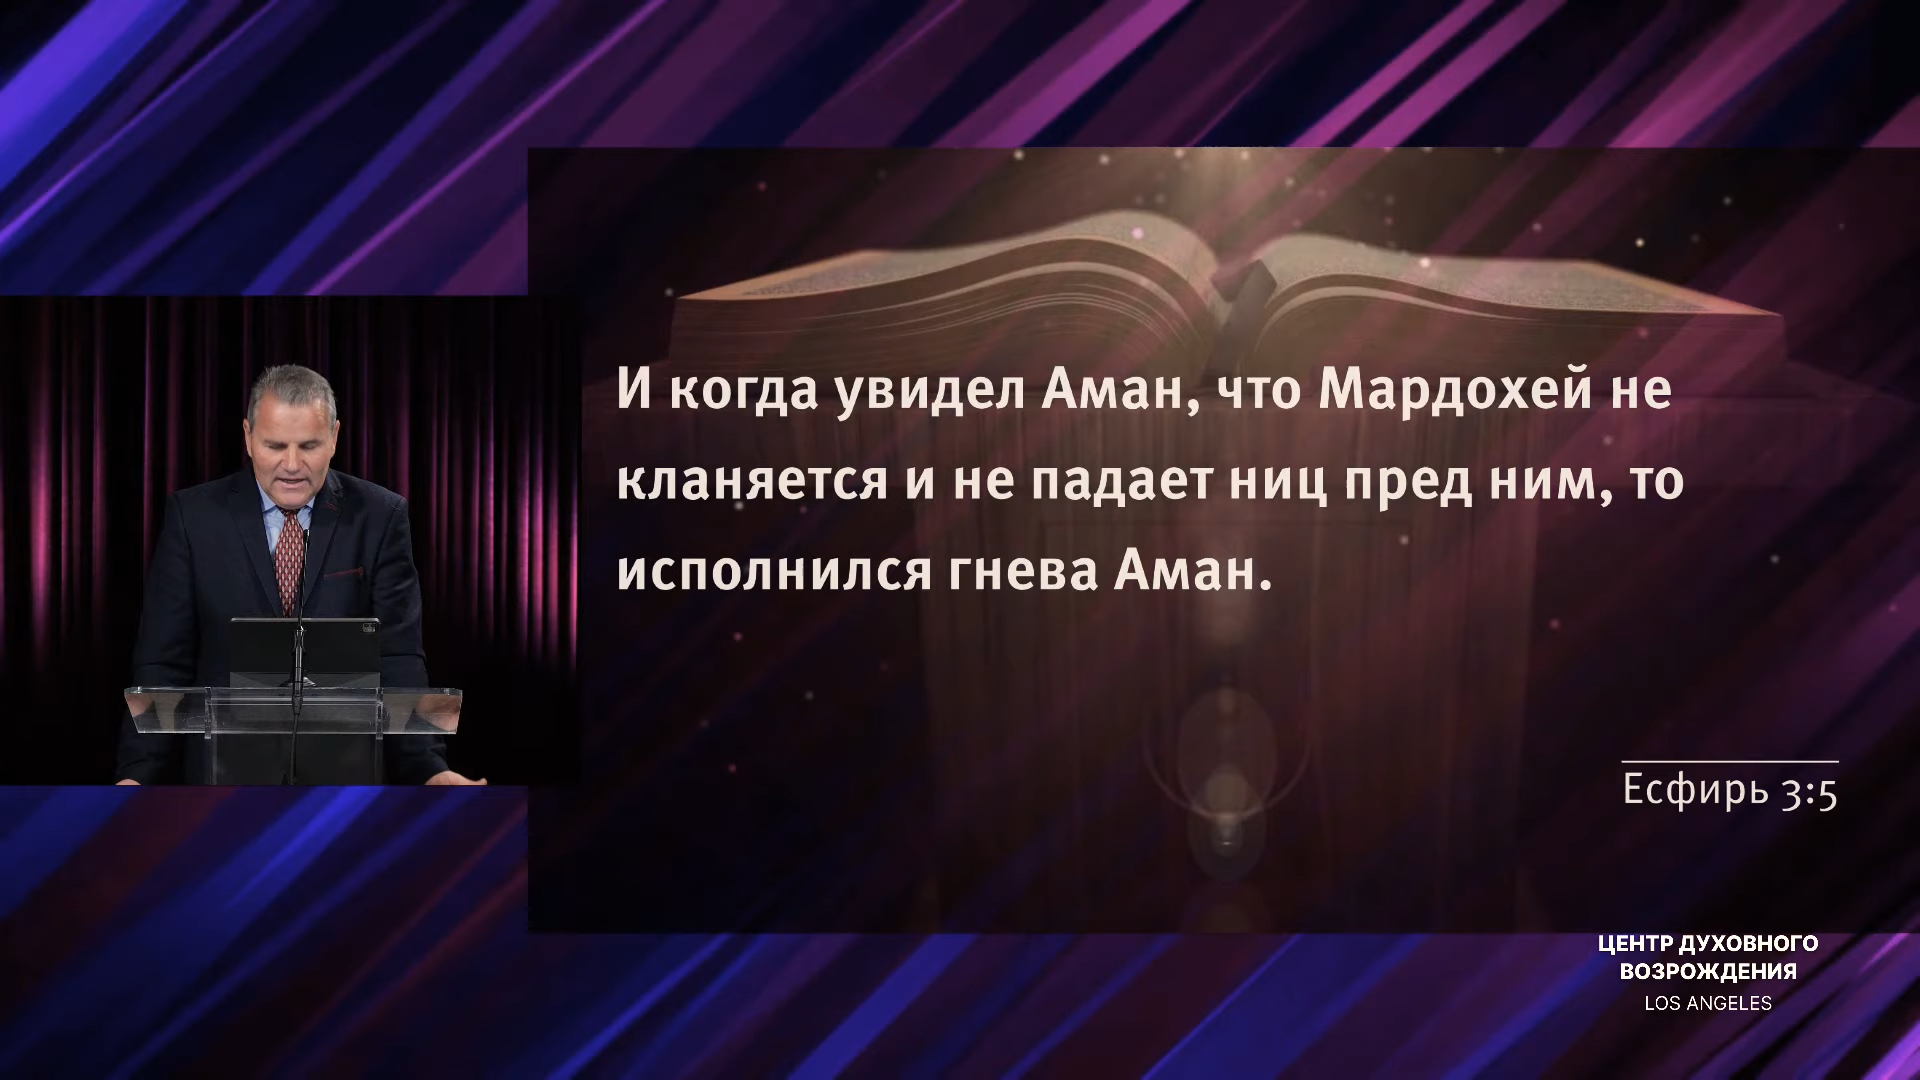 И когда увидел Аман, что Мардохей не
кланяется и не падает ниц пред ним, то
исполнился гнева Аман.
Есфирь 3:5
ЦЕНТР ДУХОВНОГО
ВОЗРОЖДЕНИЯ
LOS ANGELES